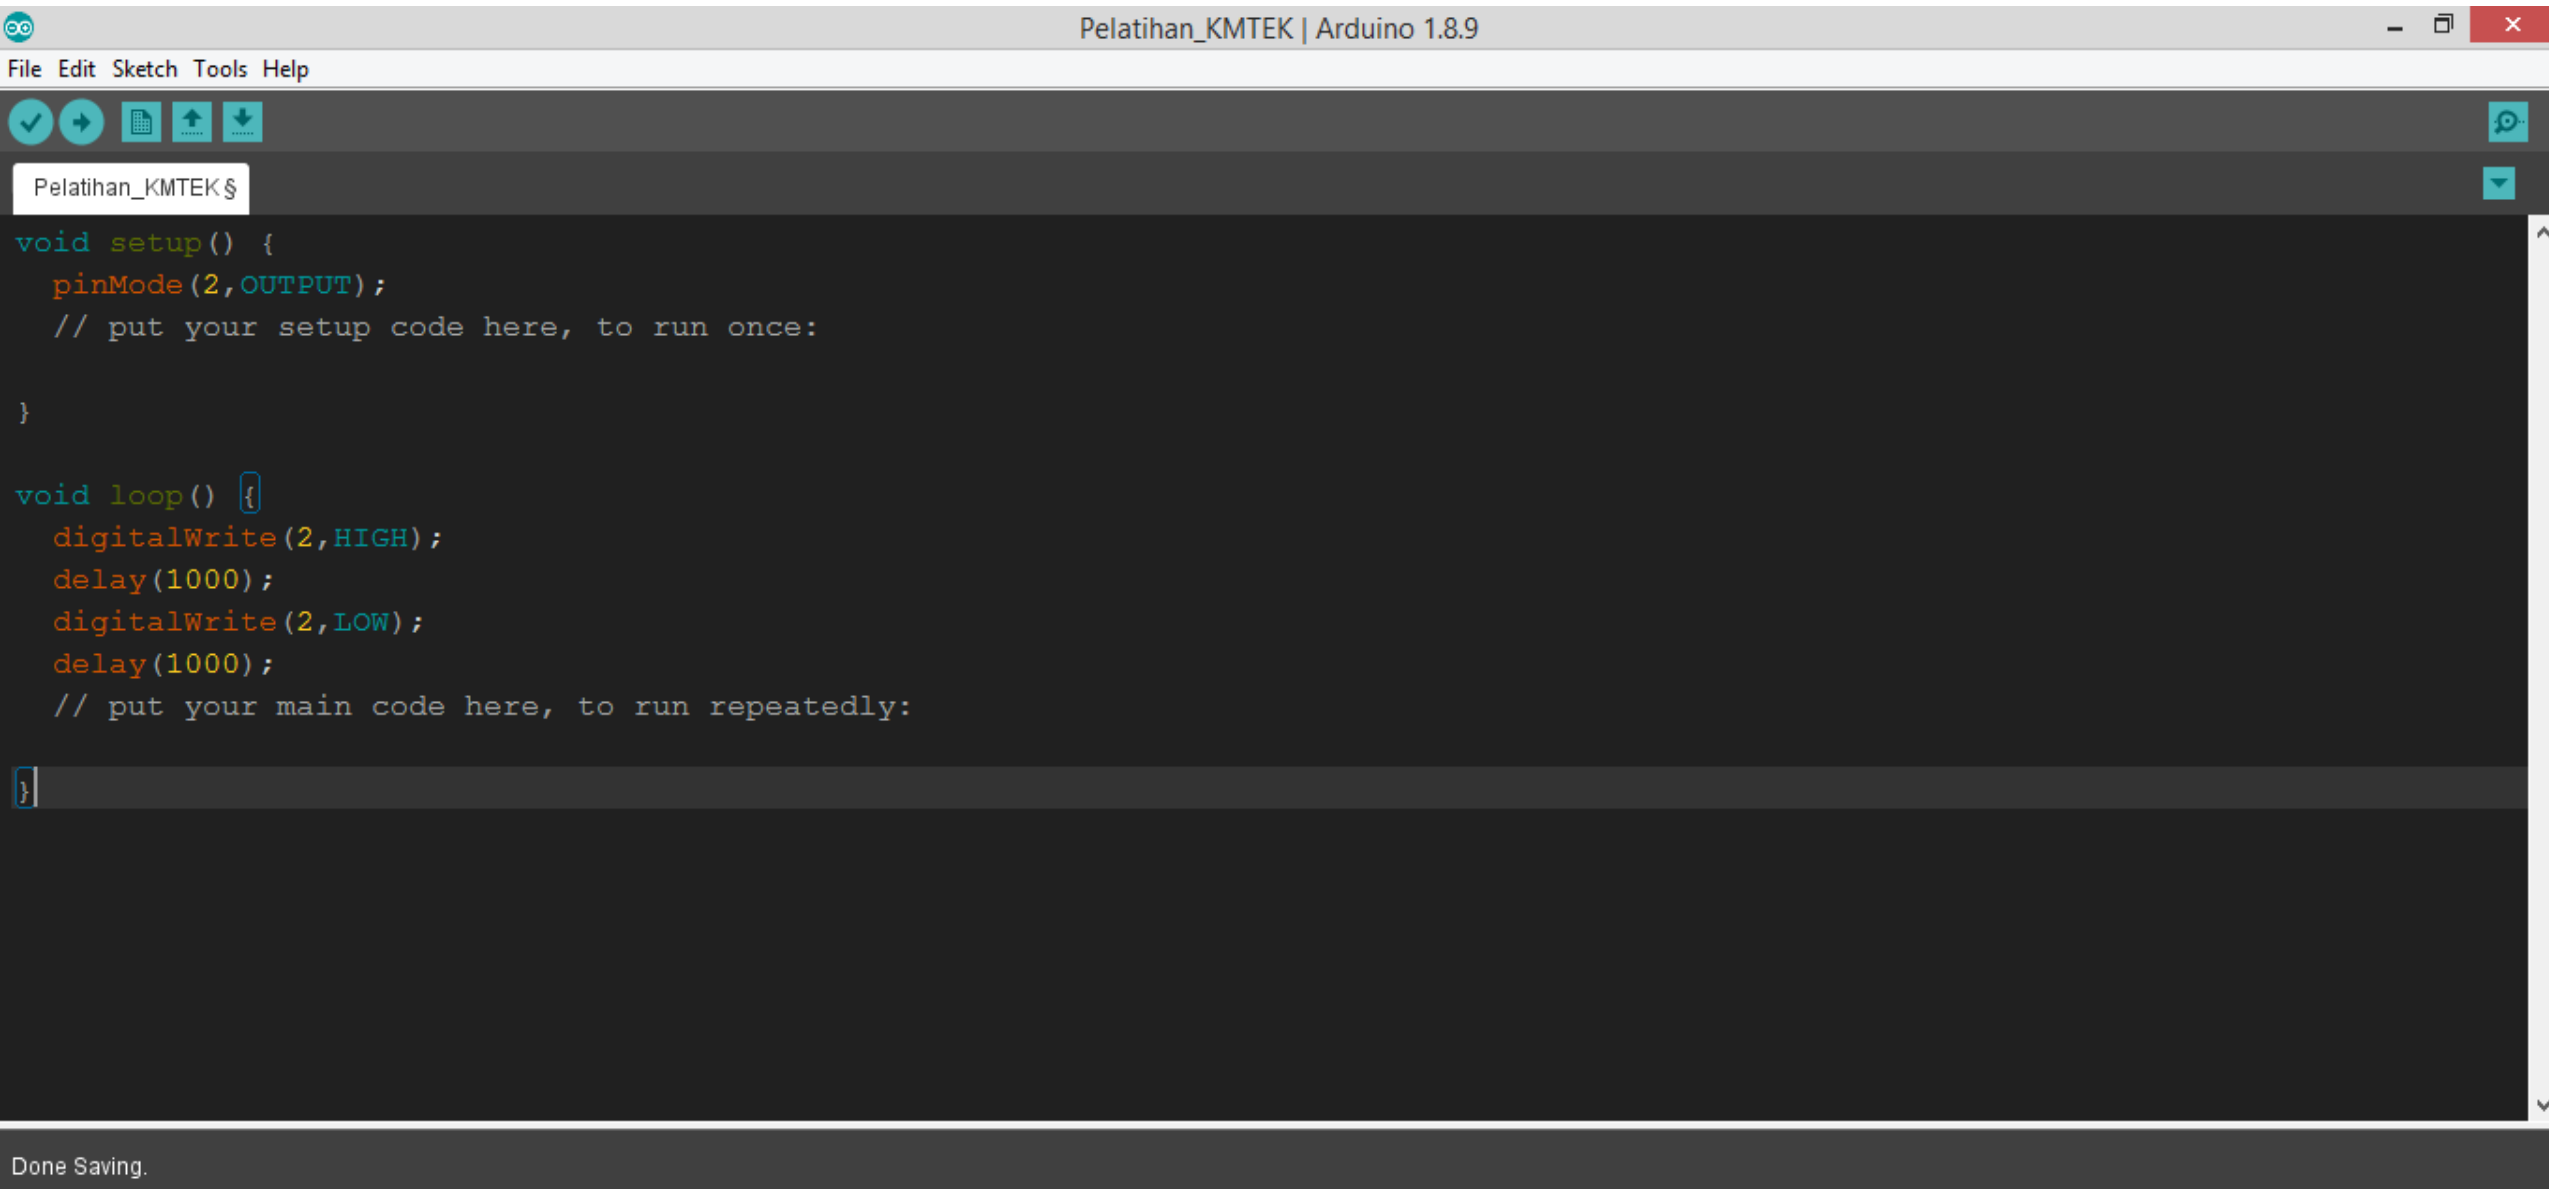 Pelatihan_KMTEK | Arduino 1.8.9
File Edit Sketch Tools Help
Pelatihan_KMTEK §
void setup() {
  pinMode(2,OUTPUT);
  // put your setup code here, to run once:
}
void loop() {
  digitalWrite(2,HIGH);
  delay(1000);
  digitalWrite(2,LOW);
  delay(1000);
  // put your main code here, to run repeatedly:
}
Done Saving.